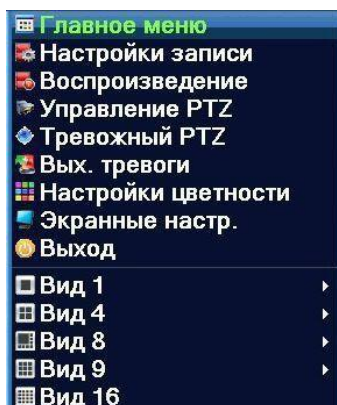 Главное меню
Настройки записи
Воспроизведение
Управление PTZ
Тревожный PTZ
Вых. тревоги
Настройки цветности
Экранные настр.
Выход
Вид 1
Вид 4
Вид 8
Вид 9
Вид 16